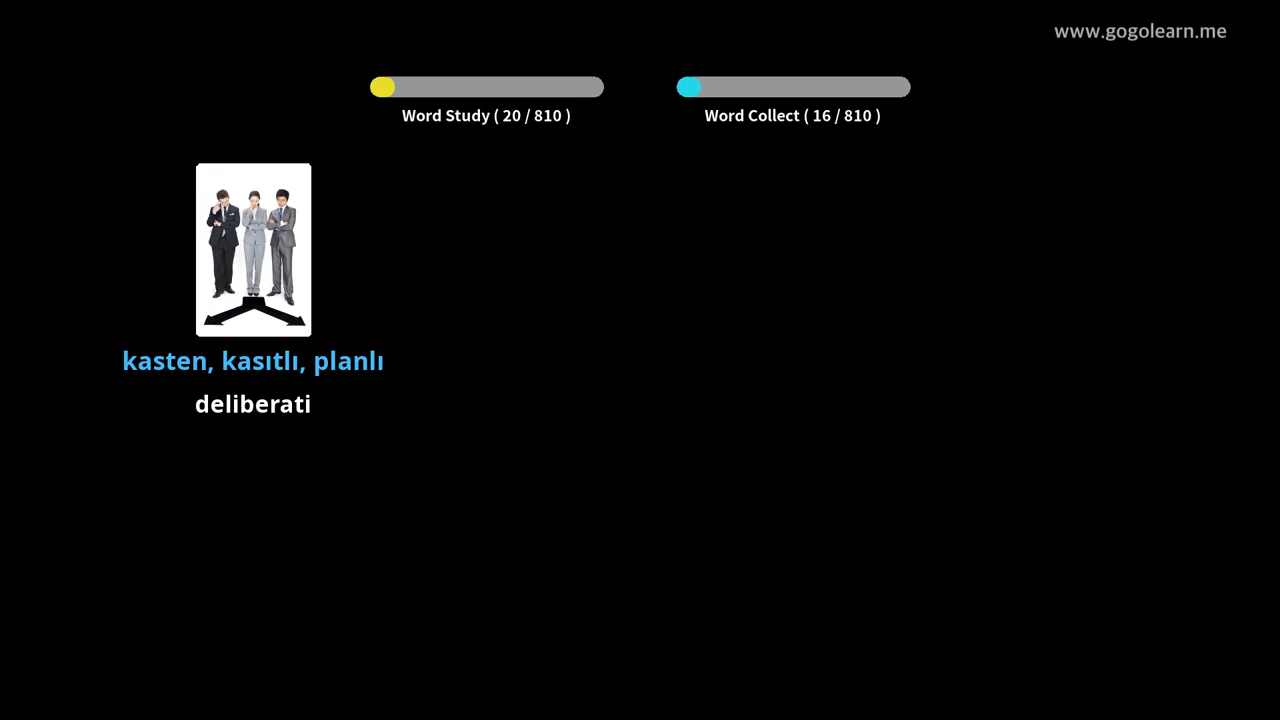 www.gogolearn.me
Word Study ( 20 / 810 )
Word Collect ( 16 / 810 )
kasten, kasıtlı, planlı
deliberati